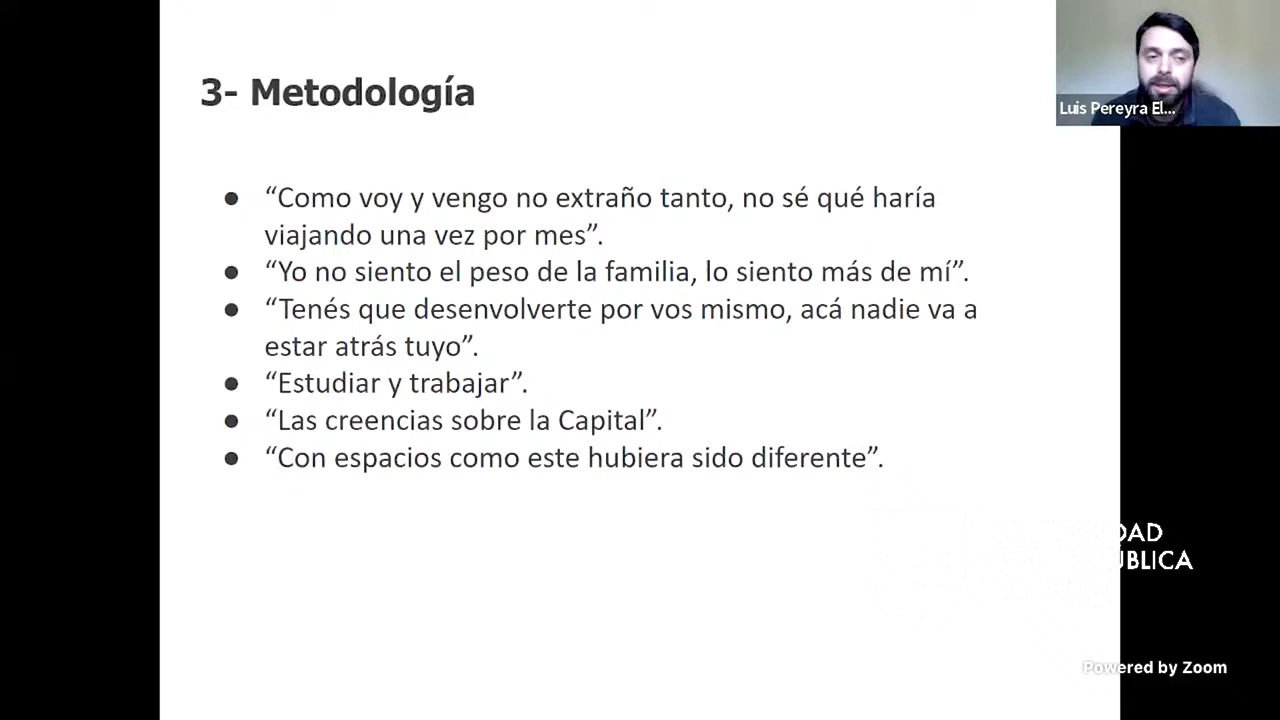 3- Metodología
Luis Pereyra El...
● “Como voy y vengo no extraño tanto, no sé qué haría
viajando una vez por mes”.
● “Yo no siento el peso de la familia, lo siento más de mí”.
● “Tenés que desenvolverte por vos mismo, acá nadie va a
estar atrás tuyo”.
● “Estudiar y trabajar”.
● “Las creencias sobre la Capital”.
● “Con espacios como este hubiera sido diferente”.
Powered by Zoom